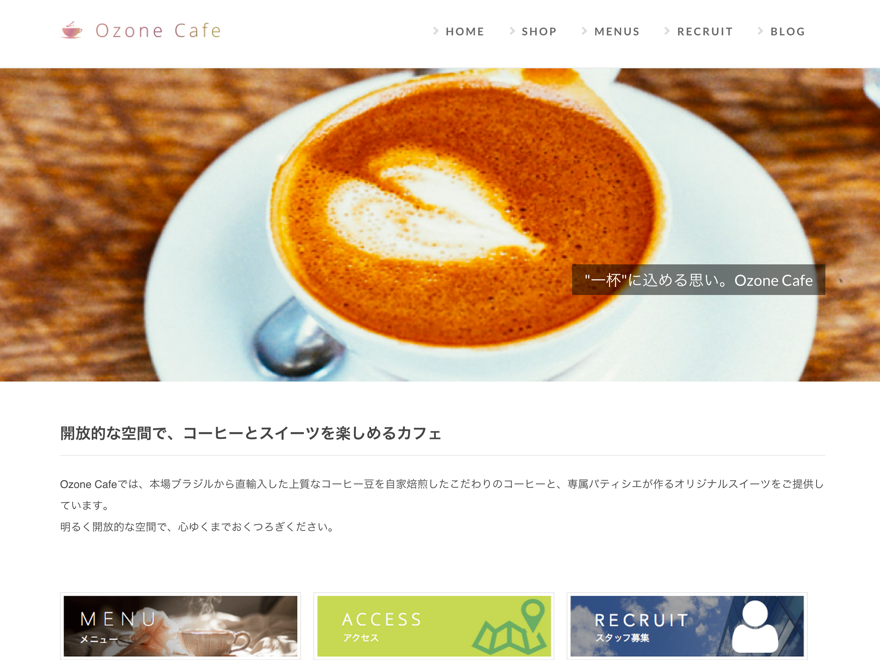 Ozone Cafe
HOME SHOP MENUS RECRUIT BLOG
"一杯"に込める思い。Ozone Cafe
開放的な空間で、コーヒーとスイーツを楽しめるカフェ
Ozone Cafeでは、本場ブラジルから直輸入した上質なコーヒー豆を自家焙煎したこだわりのコーヒーと、専属パティシエが作るオリジナルスイーツをご提供し
ています。
明るく開放的な空間で、心ゆくまでおくつろぎください。
MENU
メニュー
ACCESS
アクセス
RECRUIT
スタッフ募集